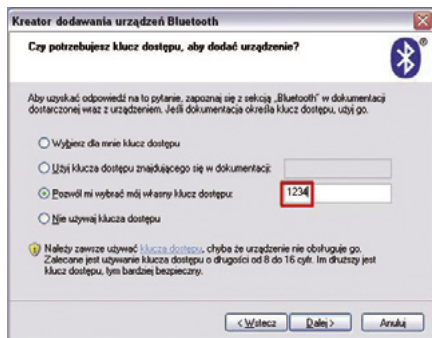 Kreator dodawania urządzeń Bluetooth
Czy potrzebujesz klucz dostępu, aby dodać urządzenie?
Aby uzyskać odpowiedź na to pytanie, zapoznaj się z sekcją „Bluetooth" w dokumentacji
dostarczonej wraz z urządzeniem. Jeśli dokumentacja określa klucz dostępu, użyj go.
Wybierz dla mnie klucz dostępu
Użyj klucza dostępu znajdującego się w dokumentacji:
Pozwól mi wybrać mój własny klucz dostępu: 1234
Nie używaj klucza dostępu
Należy zawsze używać klucza dostępu, chyba że urządzenie nie obsługuje go.
Zalecane jest używanie klucza dostępu o długości od 8 do 16 cyfr. Im dłuższy jest
klucz dostępu, tym bardziej bezpieczny.
< Wstecz Dalej > Anuluj